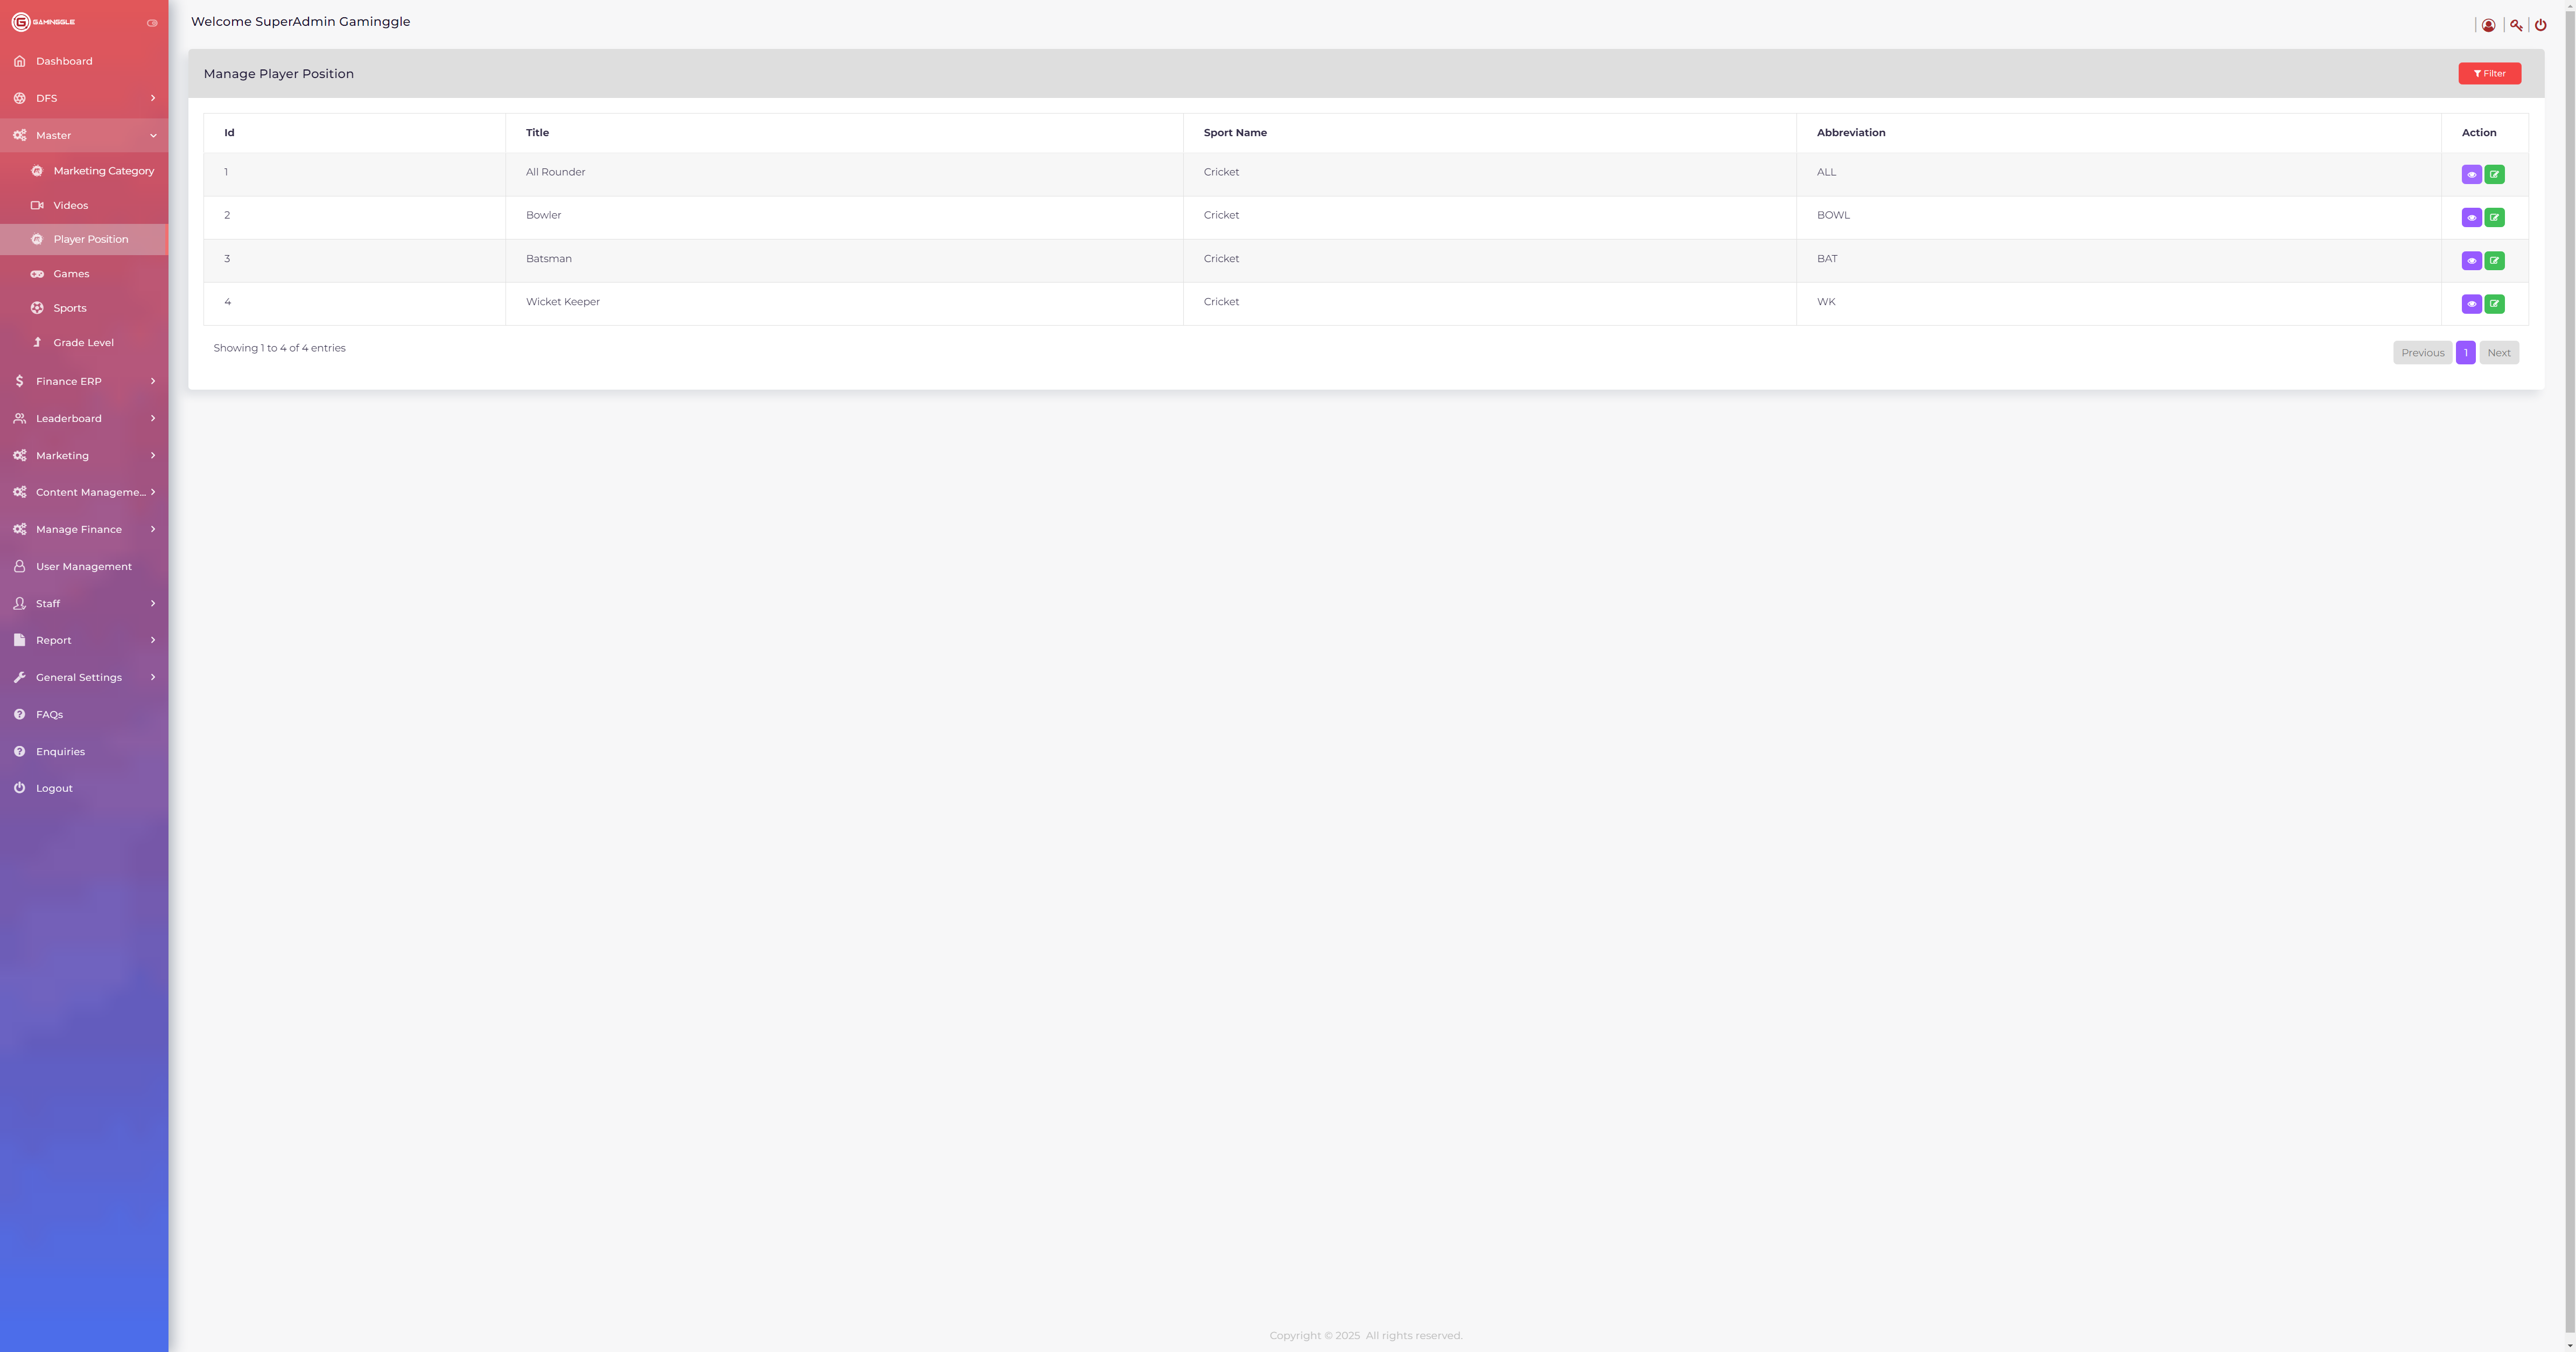 GAMINGGLE
Welcome SuperAdmin Gaminggle
Dashboard
DFS
Master
Marketing Category
Videos
Player Position
Games
Sports
Grade Level
Finance ERP
Leaderboard
Marketing
Content Manageme...
Manage Finance
User Management
Staff
Report
General Settings
FAQs
Enquiries
Logout
Manage Player Position
Filter
Id Title Sport Name Abbreviation Action
1 All Rounder Cricket ALL
2 Bowler Cricket BOWL
3 Batsman Cricket BAT
4 Wicket Keeper Cricket WK
Showing 1 to 4 of 4 entries
Previous 1 Next
Copyright © 2025 All rights reserved.